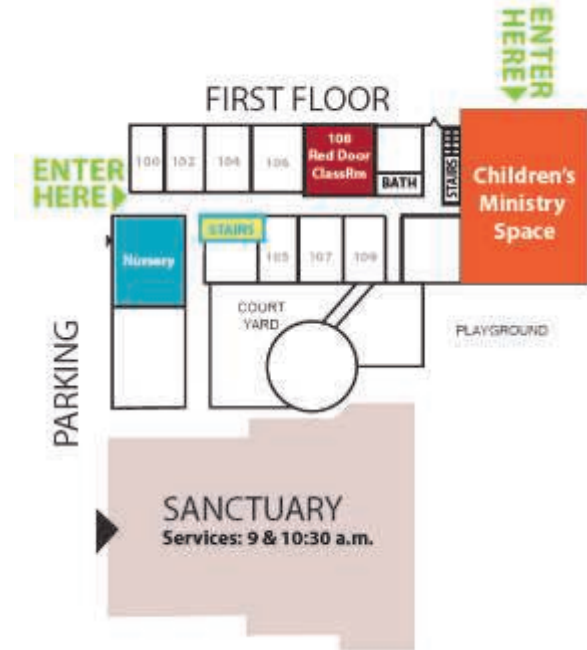 ENTER
HERE
FIRST FLOOR
100
102
104
106
108
Red Door
ClassRm
BATH
STAIRS
Children's
Ministry
Space
ENTER
HERE
Nursery
STAIRS
105
107
109
COURT
YARD
PLAYGROUND
PARKING
SANCTUARY
Services: 9 & 10:30 a.m.